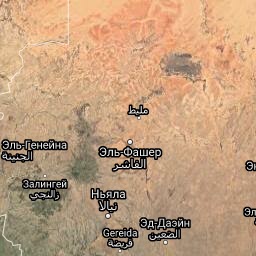 مليط
Эль-Фашер
الفاشر
Эль-Генейна
الجنينة
Залингей
زالنجي
Ньяла
نيالا
Эд-Даэйн
الضعين
Gereida
قريضة